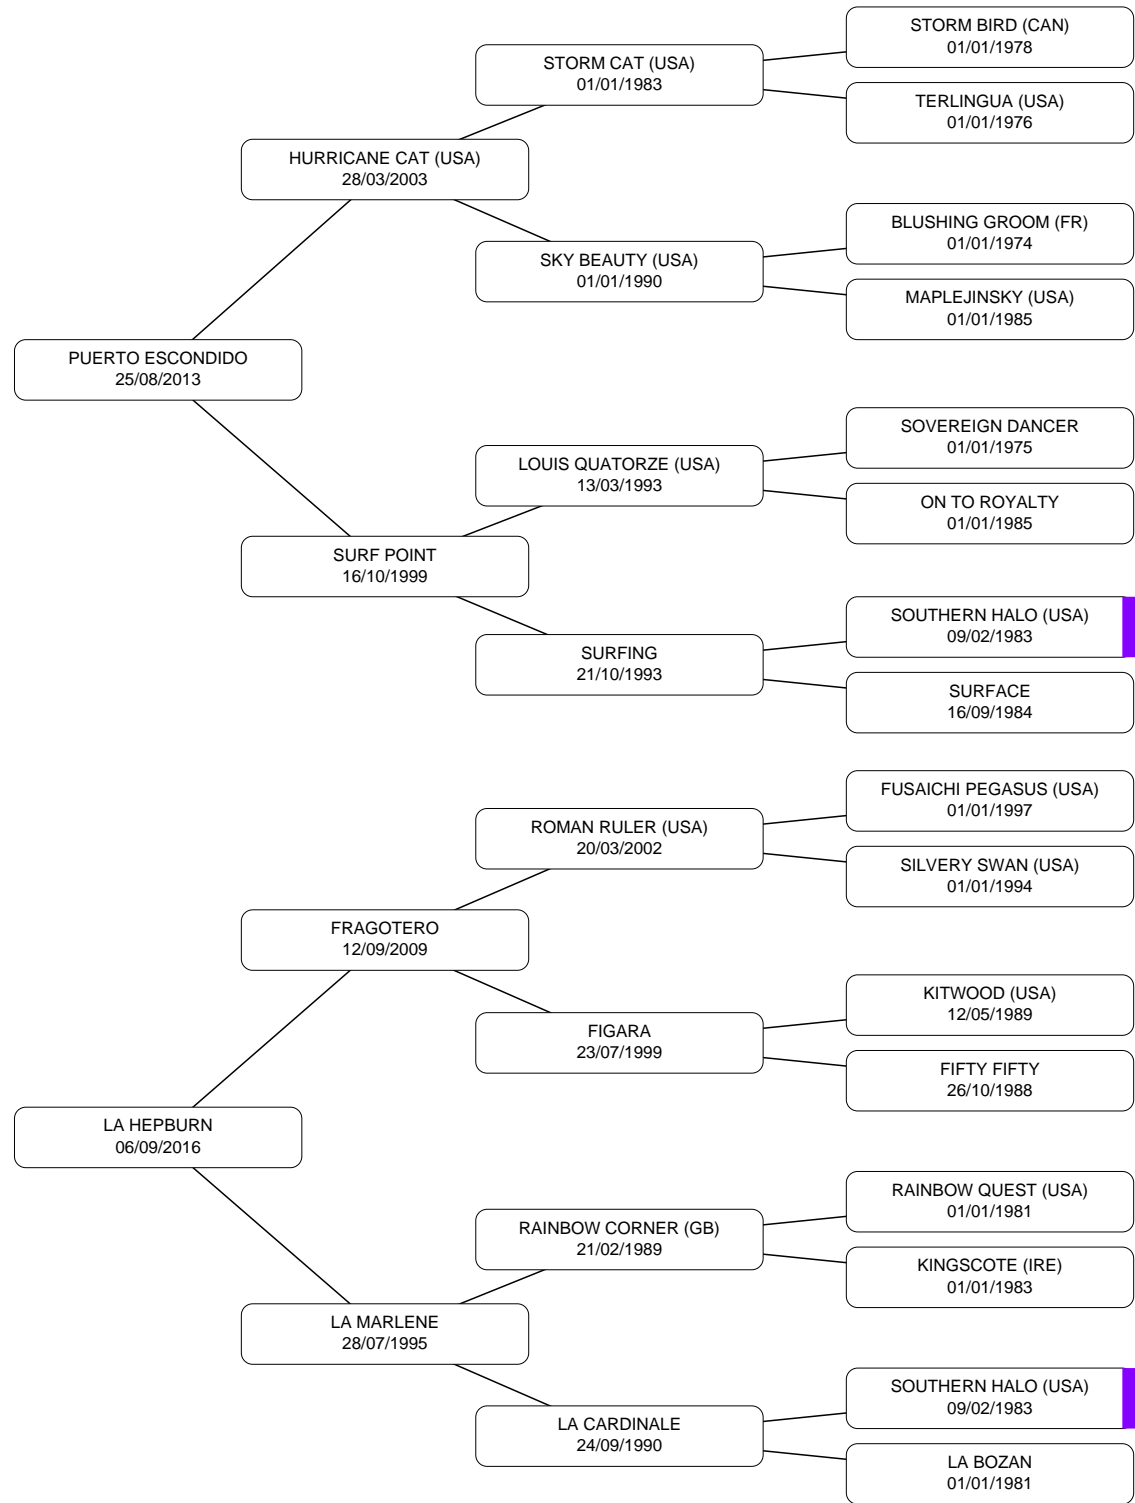 STORM BIRD (CAN)
01/01/1978
STORM CAT (USA)
01/01/1983
TERLINGUA (USA)
01/01/1976
HURRICANE CAT (USA)
28/03/2003
BLUSHING GROOM (FR)
01/01/1974
SKY BEAUTY (USA)
01/01/1990
MAPLEJINSKY (USA)
01/01/1985
PUERTO ESCONDIDO
25/08/2013
SOVEREIGN DANCER
01/01/1975
LOUIS QUATORZE (USA)
13/03/1993
ON TO ROYALTY
01/01/1985
SURF POINT
16/10/1999
SOUTHERN HALO (USA)
09/02/1983
SURFING
21/10/1993
SURFACE
16/09/1984
FUSAICHI PEGASUS (USA)
01/01/1997
ROMAN RULER (USA)
20/03/2002
SILVERY SWAN (USA)
01/01/1994
FRAGOTERO
12/09/2009
KITWOOD (USA)
12/05/1989
FIGARA
23/07/1999
FIFTY FIFTY
26/10/1988
LA HEPBURN
06/09/2016
RAINBOW QUEST (USA)
01/01/1981
RAINBOW CORNER (GB)
21/02/1989
KINGSCOTE (IRE)
01/01/1983
LA MARLENE
28/07/1995
SOUTHERN HALO (USA)
09/02/1983
LA CARDINALE
24/09/1990
LA BOZAN
01/01/1981